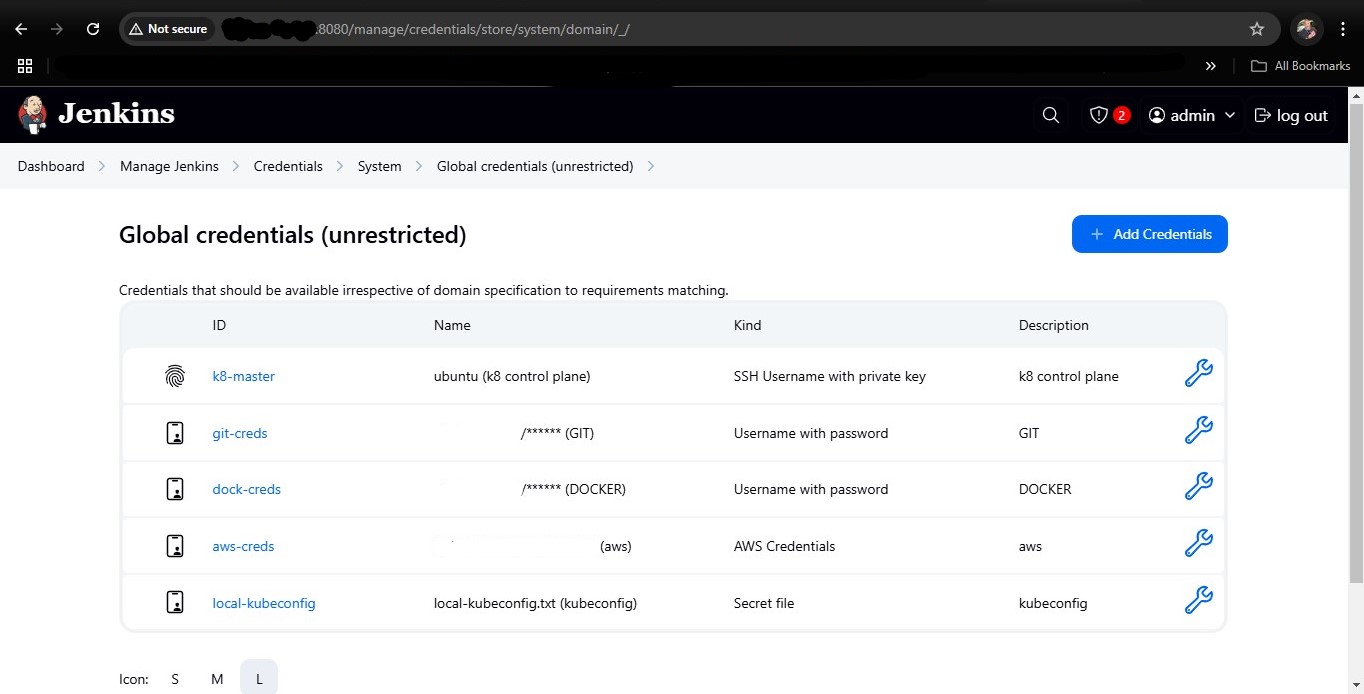 Not secure :8080/manage/credentials/store/system/domain/_/
» All Bookmarks
Jenkins 2 admin log out
Dashboard Manage Jenkins Credentials System Global credentials (unrestricted)
Global credentials (unrestricted) + Add Credentials
Credentials that should be available irrespective of domain specification to requirements matching.
ID Name Kind Description
k8-master ubuntu (k8 control plane) SSH Username with private key k8 control plane
git-creds /****** (GIT) Username with password GIT
dock-creds /****** (DOCKER) Username with password DOCKER
aws-creds (aws) AWS Credentials aws
local-kubeconfig local-kubeconfig.txt (kubeconfig) Secret file kubeconfig
Icon: S M L